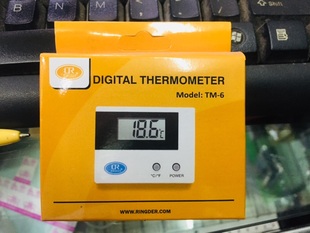 DIGITAL THERMOMETER
Model: TM-6
18.6°C
°C/°F POWER
WWW.RINGDER.COM